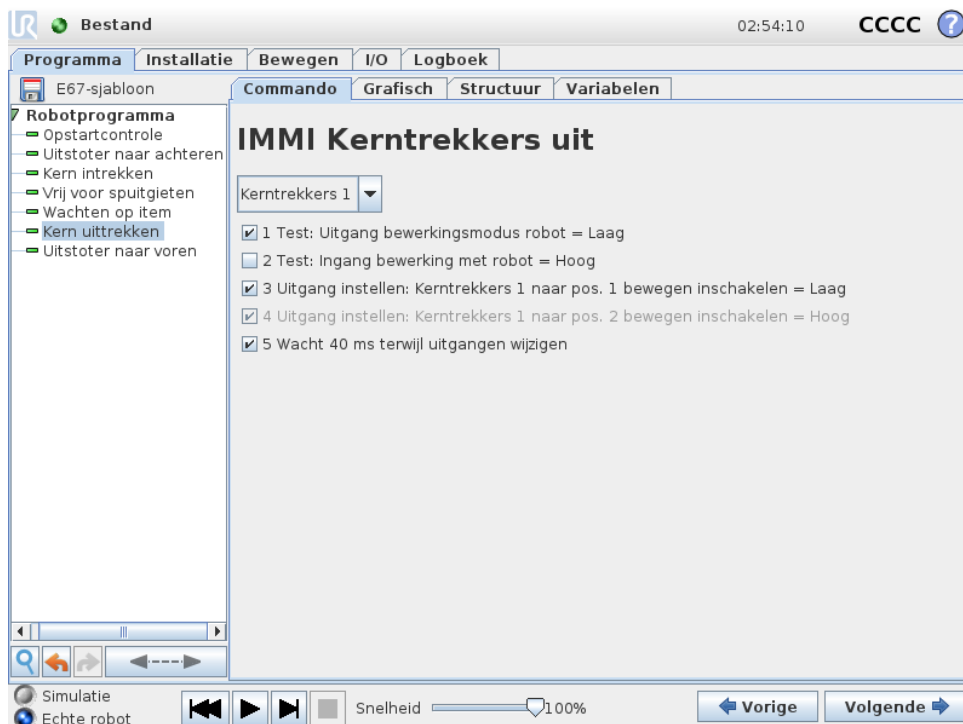 UR Bestand 02:54:10 CCCC ?
Programma Installatie Bewegen I/O Logboek
E67-sjabloon
Commando Grafisch Structuur Variabelen
Robotprogramma
Opstartcontrole
Uitstoter naar achteren
Kern intrekken
Vrij voor spuitgieten
Wachten op item
Kern uittrekken
Uitstoter naar voren
IMMI Kerntrekkers uit
Kerntrekkers 1
1 Test: Uitgang bewerkingsmodus robot = Laag
2 Test: Ingang bewerking met robot = Hoog
3 Uitgang instellen: Kerntrekkers 1 naar pos. 1 bewegen inschakelen = Laag
4 Uitgang instellen: Kerntrekkers 1 naar pos. 2 bewegen inschakelen = Hoog
5 Wacht 40 ms terwijl uitgangen wijzigen
Simulatie
Echte robot
Snelheid 100%
Vorige Volgende